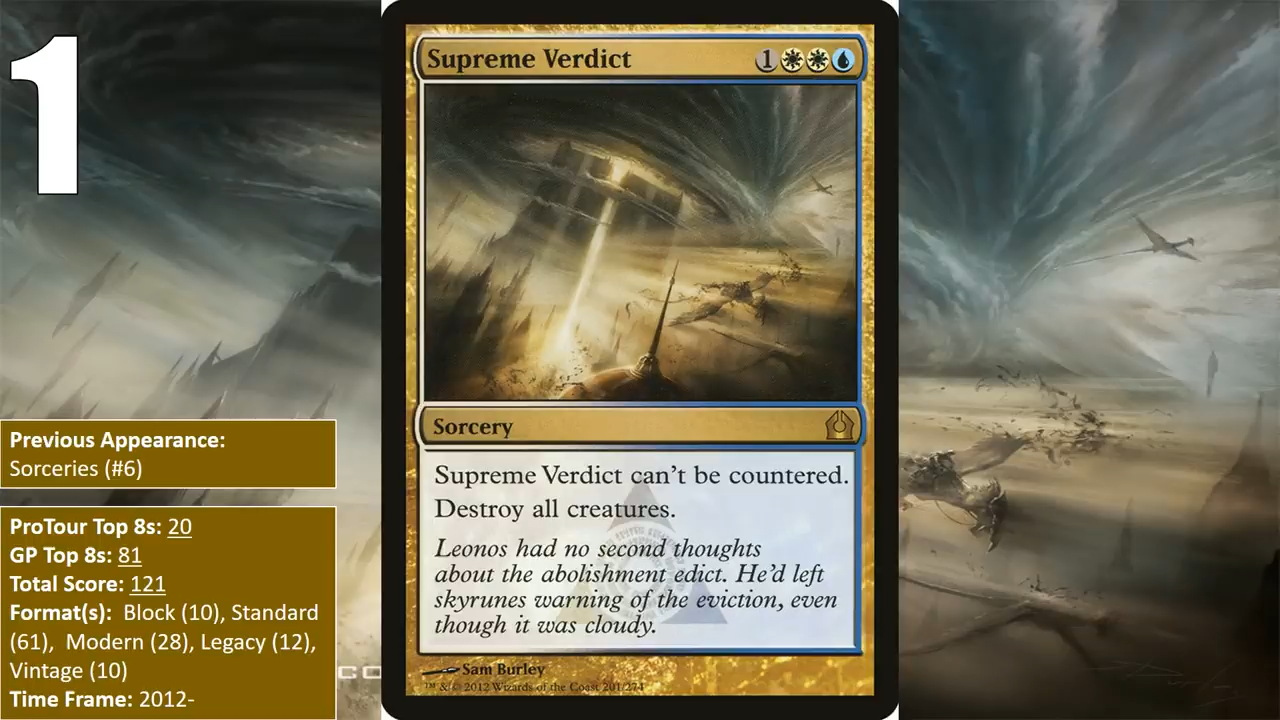 1
Supreme Verdict 1
Sorcery
Supreme Verdict can't be countered.
Destroy all creatures.
Leonos had no second thoughts
about the abolishment edict. He'd left
skyrunes warning of the eviction, even
though it was cloudy.
Sam Burley
™ & © 2012 Wizards of the Coast 201/274
Previous Appearance:
Sorceries (#6)
ProTour Top 8s: 20
GP Top 8s: 81
Total Score: 121
Format(s): Block (10), Standard
(61), Modern (28), Legacy (12),
Vintage (10)
Time Frame: 2012-
CO